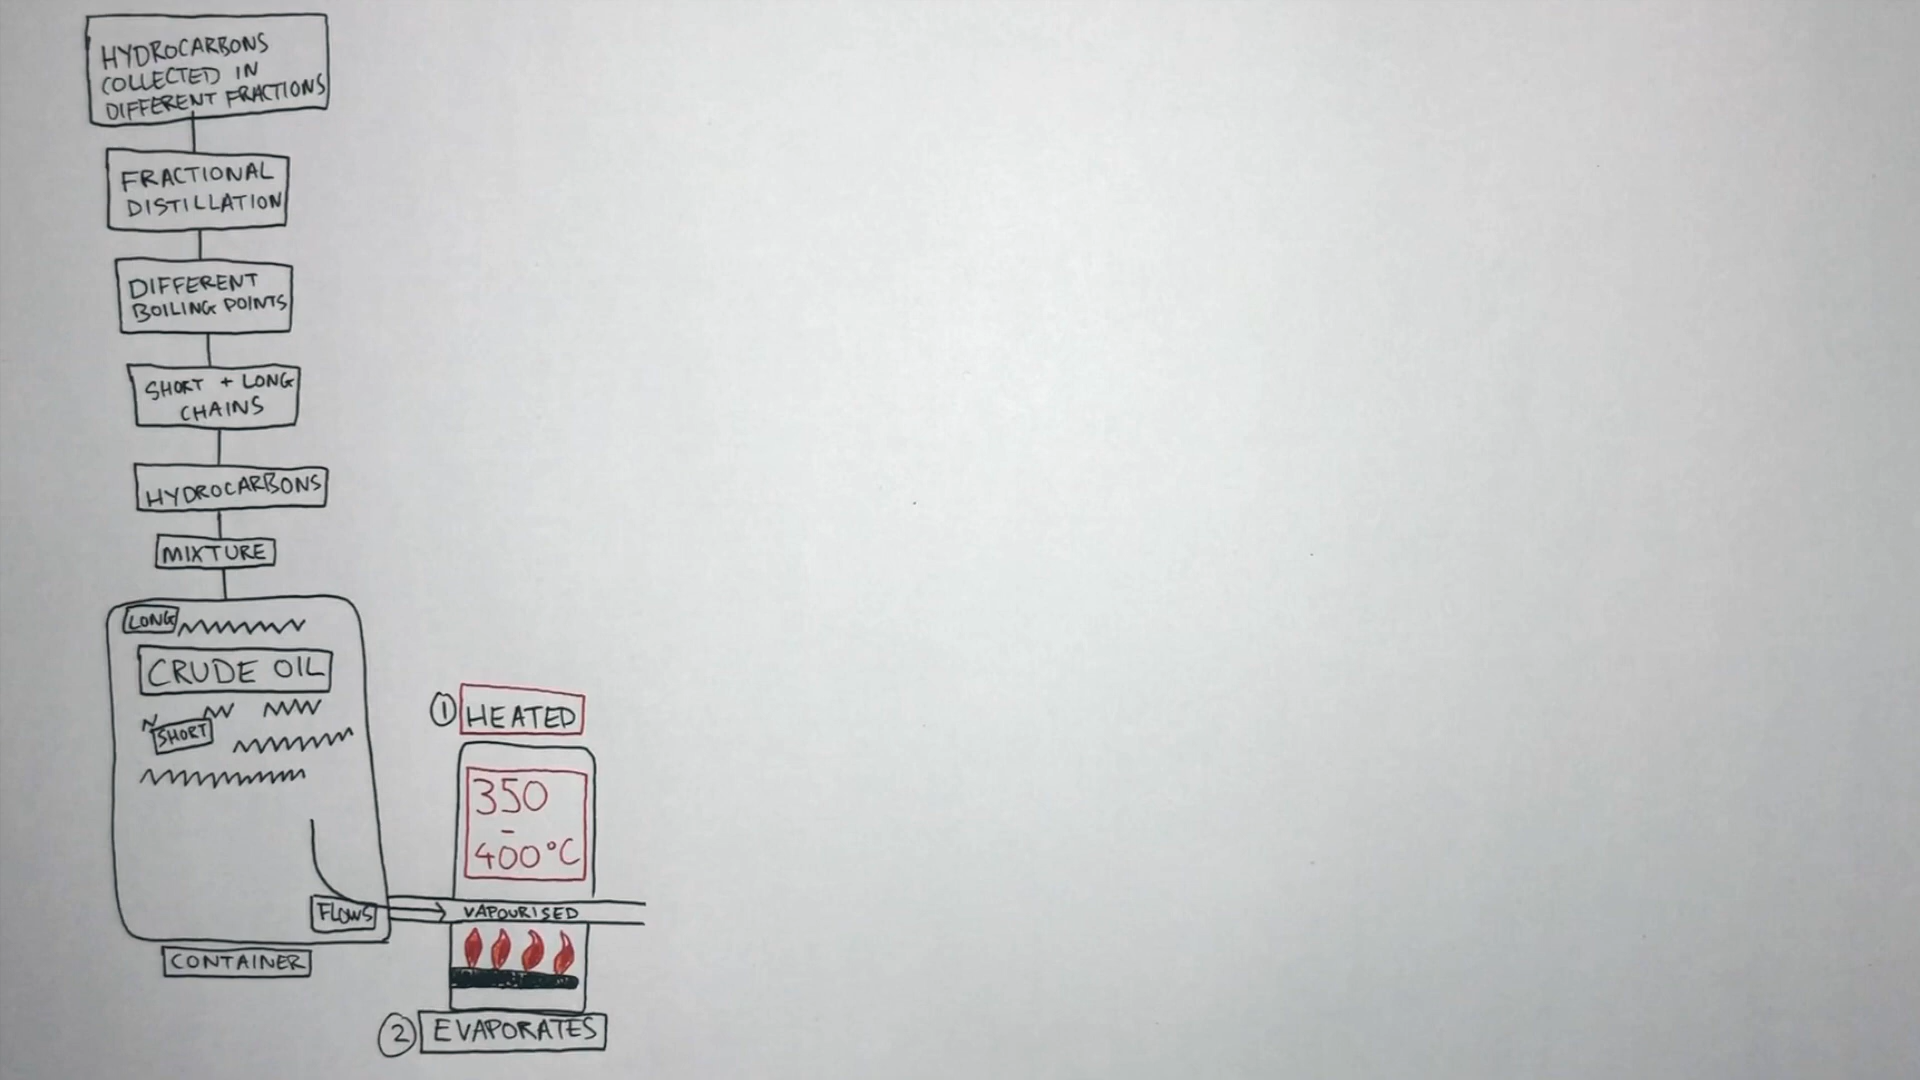 HYDROCARBONS
COLLECTED IN
DIFFERENT FRACTIONS
FRACTIONAL
DISTILLATION
DIFFERENT
BOILING POINTS
SHORT + LONG
CHAINS
HYDROCARBONS
MIXTURE
LONG
CRUDE OIL
SHORT
FLOWS
CONTAINER
1 HEATED
350
-
400°C
VAPOURISED
2 EVAPORATES